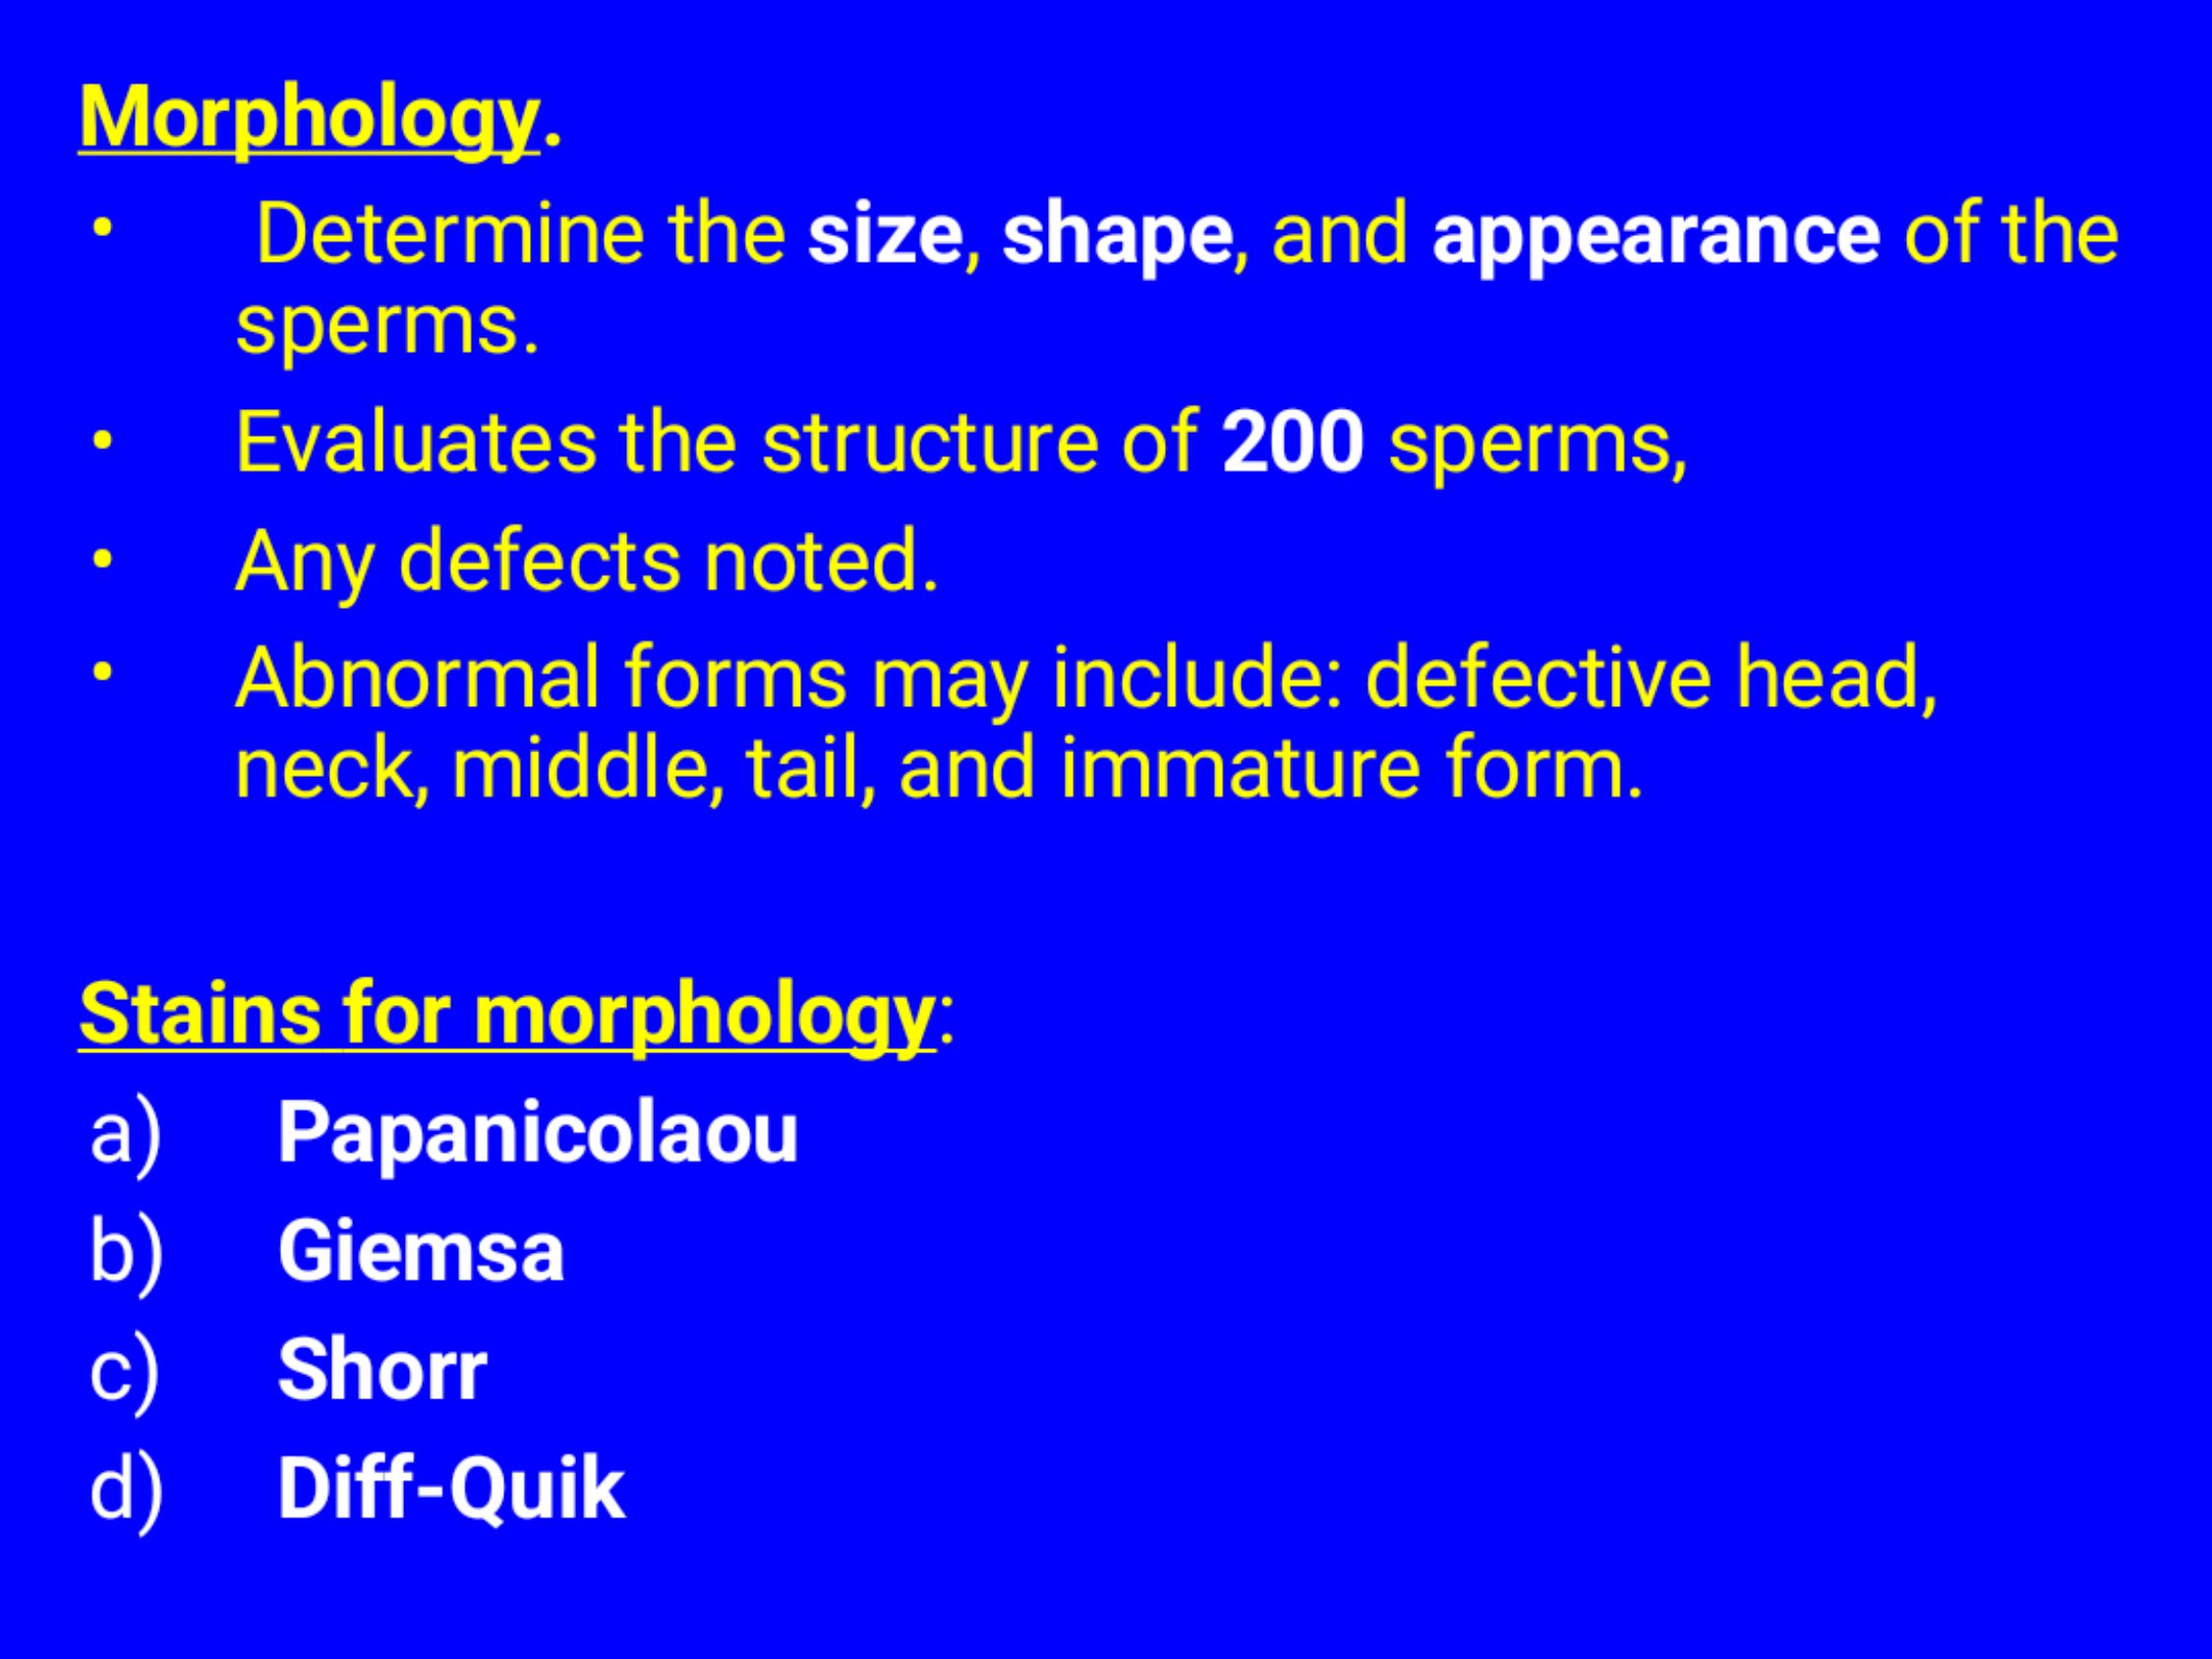 Morphology.
• Determine the size, shape, and appearance of the
sperms.
• Evaluates the structure of 200 sperms,
• Any defects noted.
• Abnormal forms may include: defective head,
neck, middle, tail, and immature form.
Stains for morphology:
a) Papanicolaou
b) Giemsa
c) Shorr
d) Diff-Quik